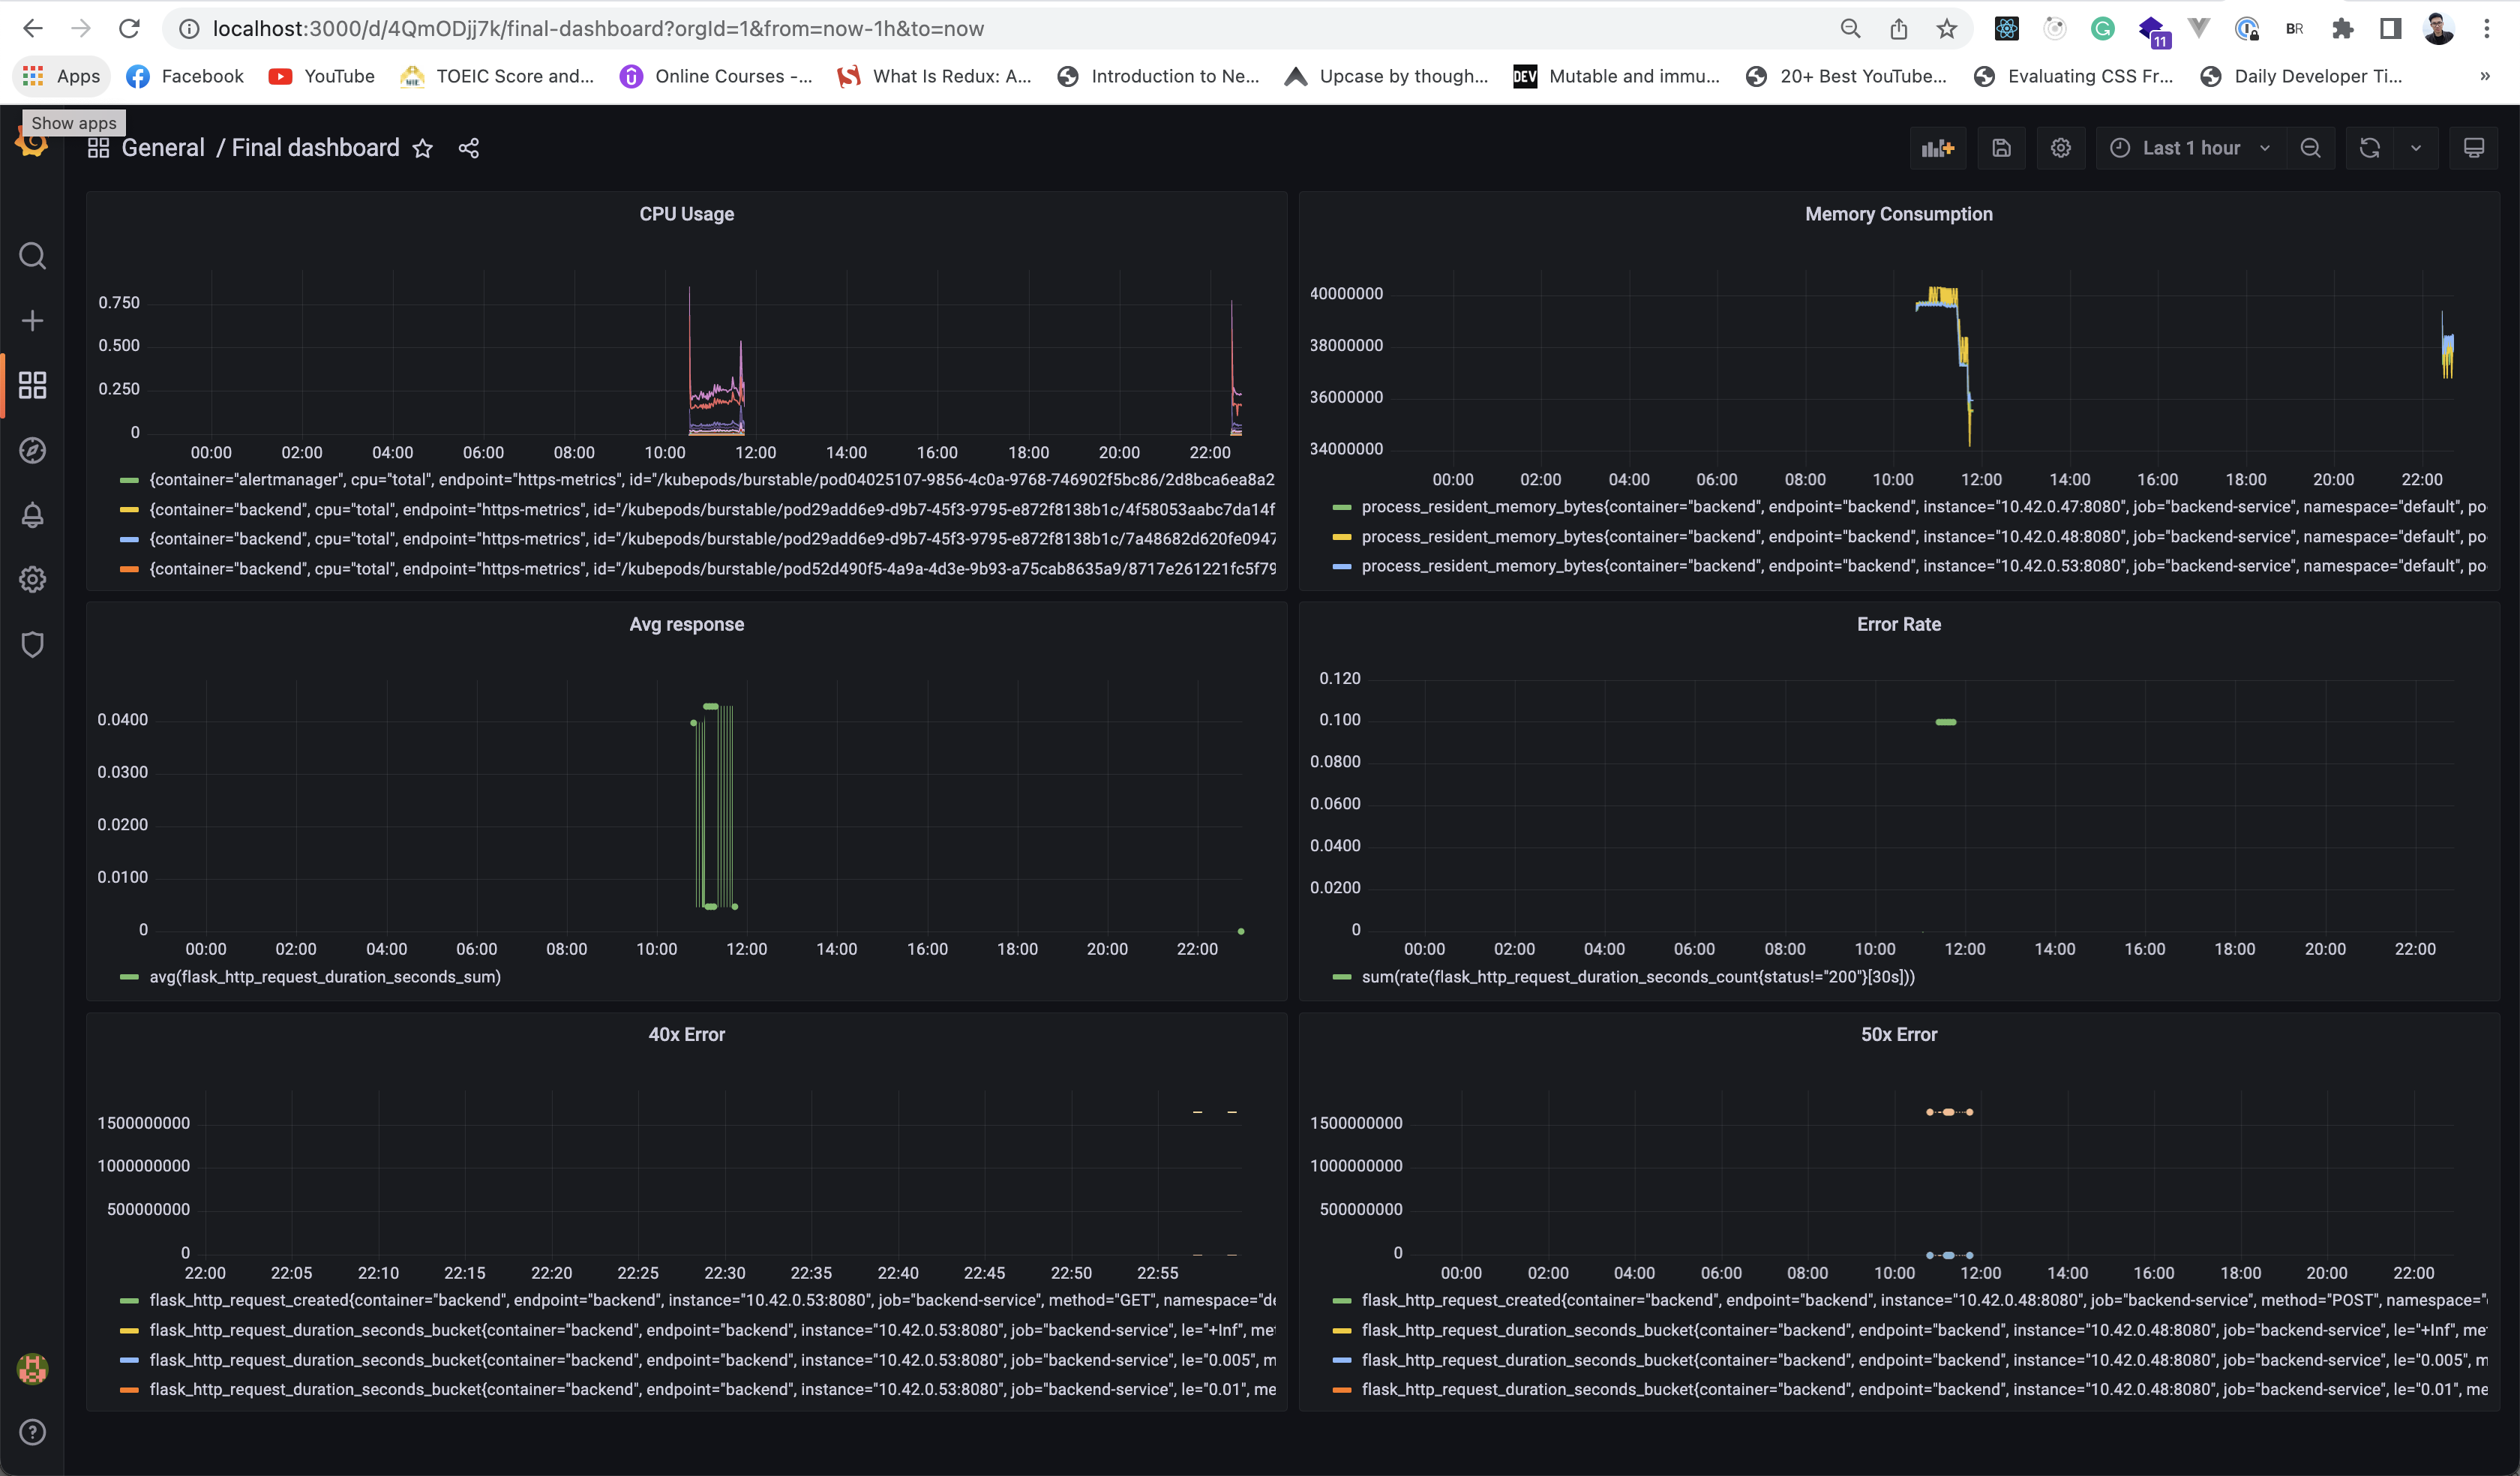 localhost:3000/d/4QmODjj7k/final-dashboard?orgId=1&from=now-1h&to=now
11
BR
Apps
Facebook
YouTube
TOEIC Score and...
Online Courses -...
What Is Redux: A...
Introduction to Ne...
Upcase by though...
DEV
Mutable and immu...
20+ Best YouTube...
Evaluating CSS Fr...
Daily Developer Ti...
»
Show apps
General / Final dashboard
Last 1 hour
CPU Usage
0.750
0.500
0.250
0
00:00 02:00 04:00 06:00 08:00 10:00 12:00 14:00 16:00 18:00 20:00 22:00
{container="alertmanager", cpu="total", endpoint="https-metrics", id="/kubepods/burstable/pod04025107-9856-4c0a-9768-746902f5bc86/2d8bca6ea8a2
{container="backend", cpu="total", endpoint="https-metrics", id="/kubepods/burstable/pod29add6e9-d9b7-45f3-9795-e872f8138b1c/4f58053aabc7da14f
{container="backend", cpu="total", endpoint="https-metrics", id="/kubepods/burstable/pod29add6e9-d9b7-45f3-9795-e872f8138b1c/7a48682d620fe0947
{container="backend", cpu="total", endpoint="https-metrics", id="/kubepods/burstable/pod52d490f5-4a9a-4d3e-9b93-a75cab8635a9/8717e261221fc5f79
Memory Consumption
40000000
38000000
36000000
34000000
00:00 02:00 04:00 06:00 08:00 10:00 12:00 14:00 16:00 18:00 20:00 22:00
process_resident_memory_bytes{container="backend", endpoint="backend", instance="10.42.0.47:8080", job="backend-service", namespace="default", po
process_resident_memory_bytes{container="backend", endpoint="backend", instance="10.42.0.48:8080", job="backend-service", namespace="default", po
process_resident_memory_bytes{container="backend", endpoint="backend", instance="10.42.0.53:8080", job="backend-service", namespace="default", po
Avg response
0.0400
0.0300
0.0200
0.0100
0
00:00 02:00 04:00 06:00 08:00 10:00 12:00 14:00 16:00 18:00 20:00 22:00
avg(flask_http_request_duration_seconds_sum)
Error Rate
0.120
0.100
0.0800
0.0600
0.0400
0.0200
0
00:00 02:00 04:00 06:00 08:00 10:00 12:00 14:00 16:00 18:00 20:00 22:00
sum(rate(flask_http_request_duration_seconds_count{status!="200"}[30s]))
40x Error
1500000000
1000000000
500000000
0
22:00 22:05 22:10 22:15 22:20 22:25 22:30 22:35 22:40 22:45 22:50 22:55
flask_http_request_created{container="backend", endpoint="backend", instance="10.42.0.53:8080", job="backend-service", method="GET", namespace="de
flask_http_request_duration_seconds_bucket{container="backend", endpoint="backend", instance="10.42.0.53:8080", job="backend-service", le="+Inf", met
flask_http_request_duration_seconds_bucket{container="backend", endpoint="backend", instance="10.42.0.53:8080", job="backend-service", le="0.005", m
flask_http_request_duration_seconds_bucket{container="backend", endpoint="backend", instance="10.42.0.53:8080", job="backend-service", le="0.01", me
50x Error
1500000000
1000000000
500000000
0
00:00 02:00 04:00 06:00 08:00 10:00 12:00 14:00 16:00 18:00 20:00 22:00
flask_http_request_created{container="backend", endpoint="backend", instance="10.42.0.48:8080", job="backend-service", method="POST", namespace="
flask_http_request_duration_seconds_bucket{container="backend", endpoint="backend", instance="10.42.0.48:8080", job="backend-service", le="+Inf", me
flask_http_request_duration_seconds_bucket{container="backend", endpoint="backend", instance="10.42.0.48:8080", job="backend-service", le="0.005", m
flask_http_request_duration_seconds_bucket{container="backend", endpoint="backend", instance="10.42.0.48:8080", job="backend-service", le="0.01", me